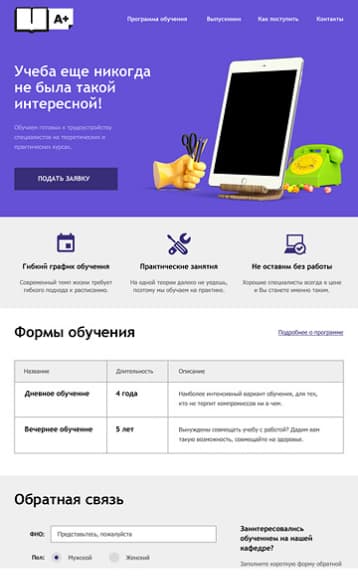 A+
Программа обучения Выпускники Как поступить Контакты
Учеба еще никогда
не была такой
интересной!
Обучаем готовых к трудоустройству
специалистов на теоретических и
практических курсах.
ПОДАТЬ ЗАЯВКУ
Гибкий график обучения
Современный темп жизни требует
гибкого подхода к расписанию.
Практические занятия
На одной теории далеко не уедешь,
поэтому мы обучаем на практике.
Не оставим без работы
Хорошие специалисты всегда в цене
и Вы станете именно таким.
Формы обучения
Подробнее о программе
Название Длительность Описание
Дневное обучение 4 года Наиболее интенсивный вариант обучения, для тех,
кто не терпит компромиссов ни в чем.
Вечернее обучение 5 лет Вынуждены совмещать учебу с работой? Дадим вам
такую возможность, совмещайте на здоровье.
Обратная связь
ФИО: Представьтесь, пожалуйста
Пол: Мужской Женский
Заинтересовались
обучением на нашей
кафедре?
Заполните короткую форму обратной